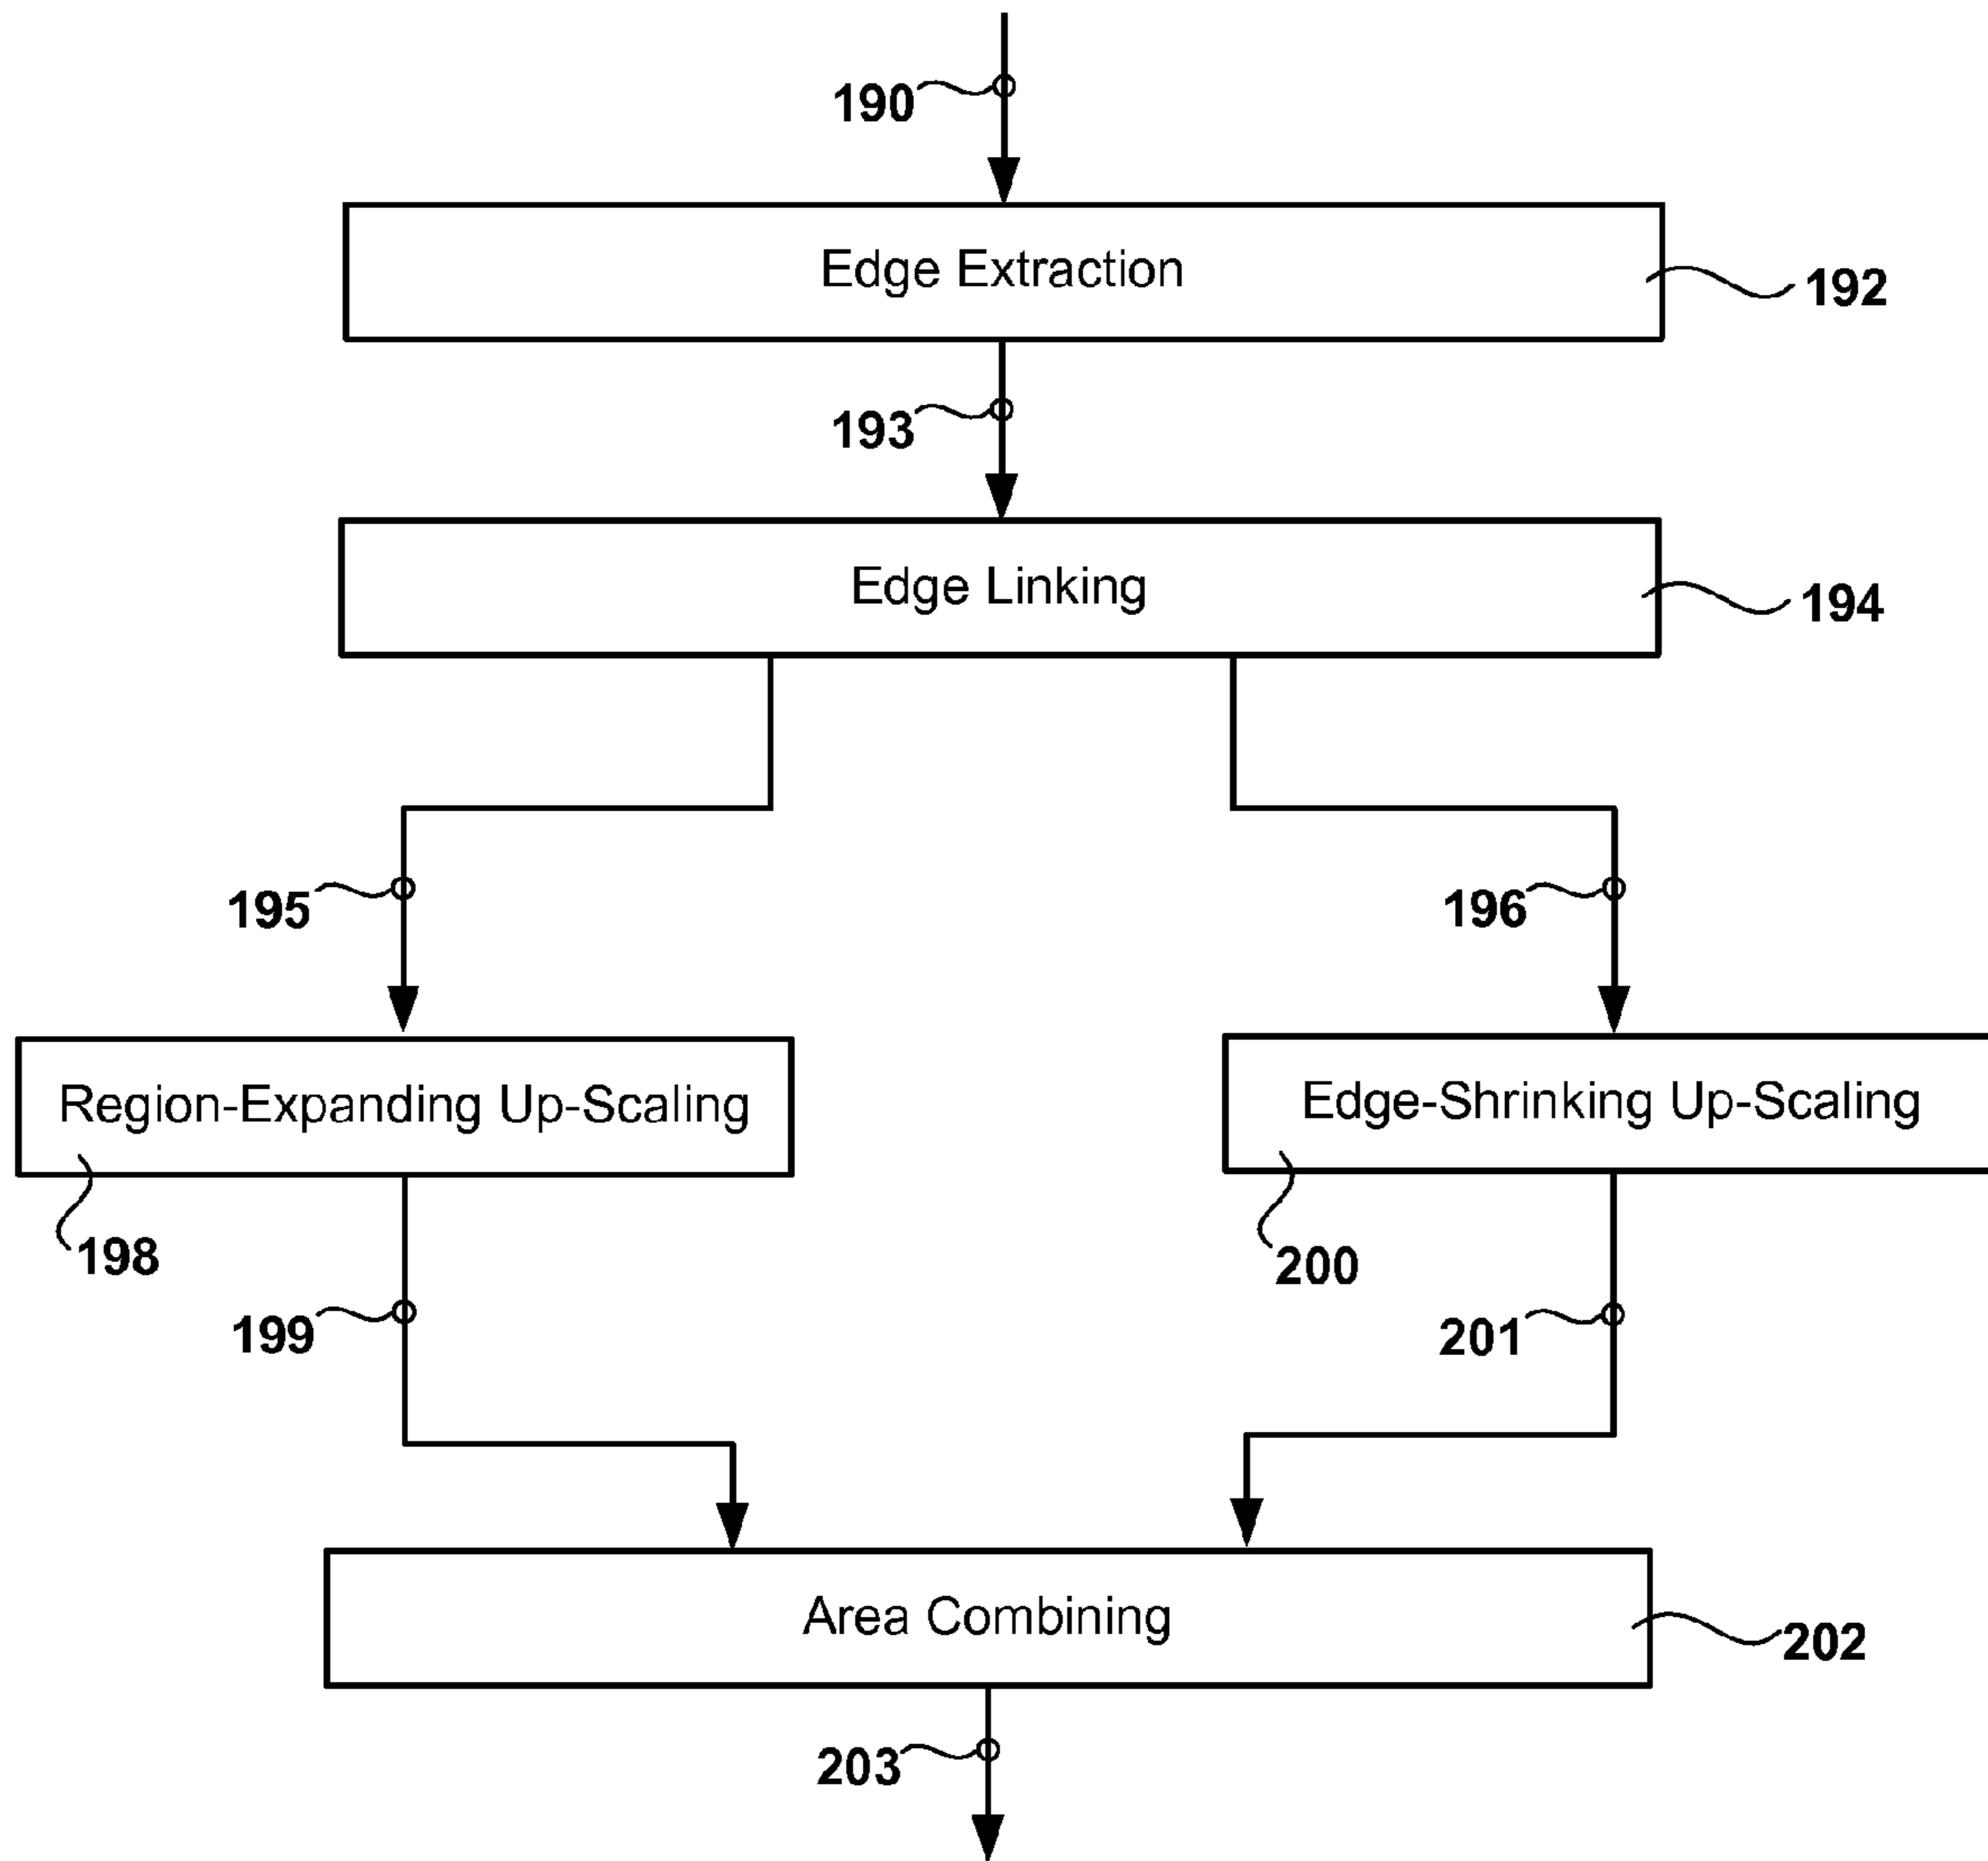 190
Edge Extraction
192
193
Edge Linking
194
195
196
Region-Expanding Up-Scaling
Edge-Shrinking Up-Scaling
198
200
199
201
Area Combining
202
203